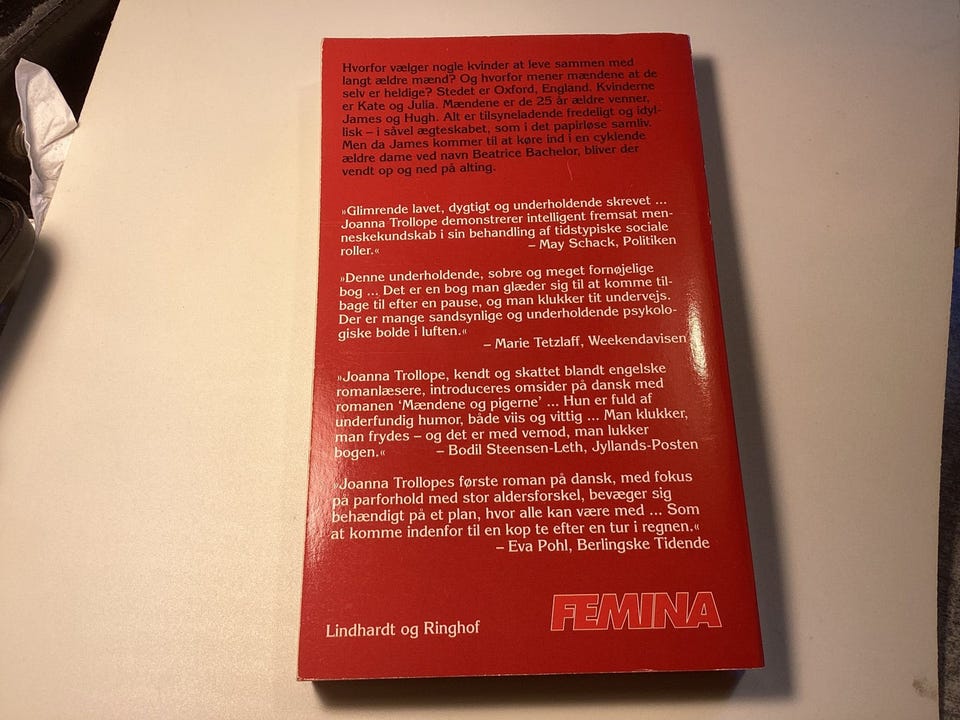 Hvorfor vælger nogle kvinder at leve sammen med
langt ældre mænd? Og hvorfor mener mændene at de
selv er heldige? Stedet er Oxford, England. Kvinderne
er Kate og Julia. Mændene er de 25 år ældre venner,
James og Hugh. Alt er tilsyneladende fredeligt og idyl-
lisk – i såvel ægteskabet, som i det papirløse samliv.
Men da James kommer til at køre ind i en cyklende
ældre dame ved navn Beatrice Bachelor, bliver der
vendt op og ned på alting.
»Glimrende lavet, dygtigt og underholdende skrevet ...
Joanna Trollope demonstrerer intelligent fremsat men-
neskekundskab i sin behandling af tidstypiske sociale
roller.« – May Schack, Politiken
»Denne underholdende, sobre og meget fornøjelige
bog ... Det er en bog man glæder sig til at komme til-
bage til efter en pause, og man klukker tit undervejs.
Der er mange sandsynlige og underholdende psykolo-
giske bolde i luften.«
– Marie Tetzlaff, Weekendavisen
»Joanna Trollope, kendt og skattet blandt engelske
romanlæsere, introduceres omsider på dansk med
romanen ‘Mændene og pigerne’ ... Hun er fuld af
underfundig humor, både viis og vittig ... Man klukker,
man frydes – og det er med vemod, man lukker
bogen.« – Bodil Steensen-Leth, Jyllands-Posten
»Joanna Trollopes første roman på dansk, med fokus
på parforhold med stor aldersforskel, bevæger sig
behændigt på et plan, hvor alle kan være med ... Som
at komme indenfor til en kop te efter en tur i regnen.«
– Eva Pohl, Berlingske Tidende
FEMINA
Lindhardt og Ringhof